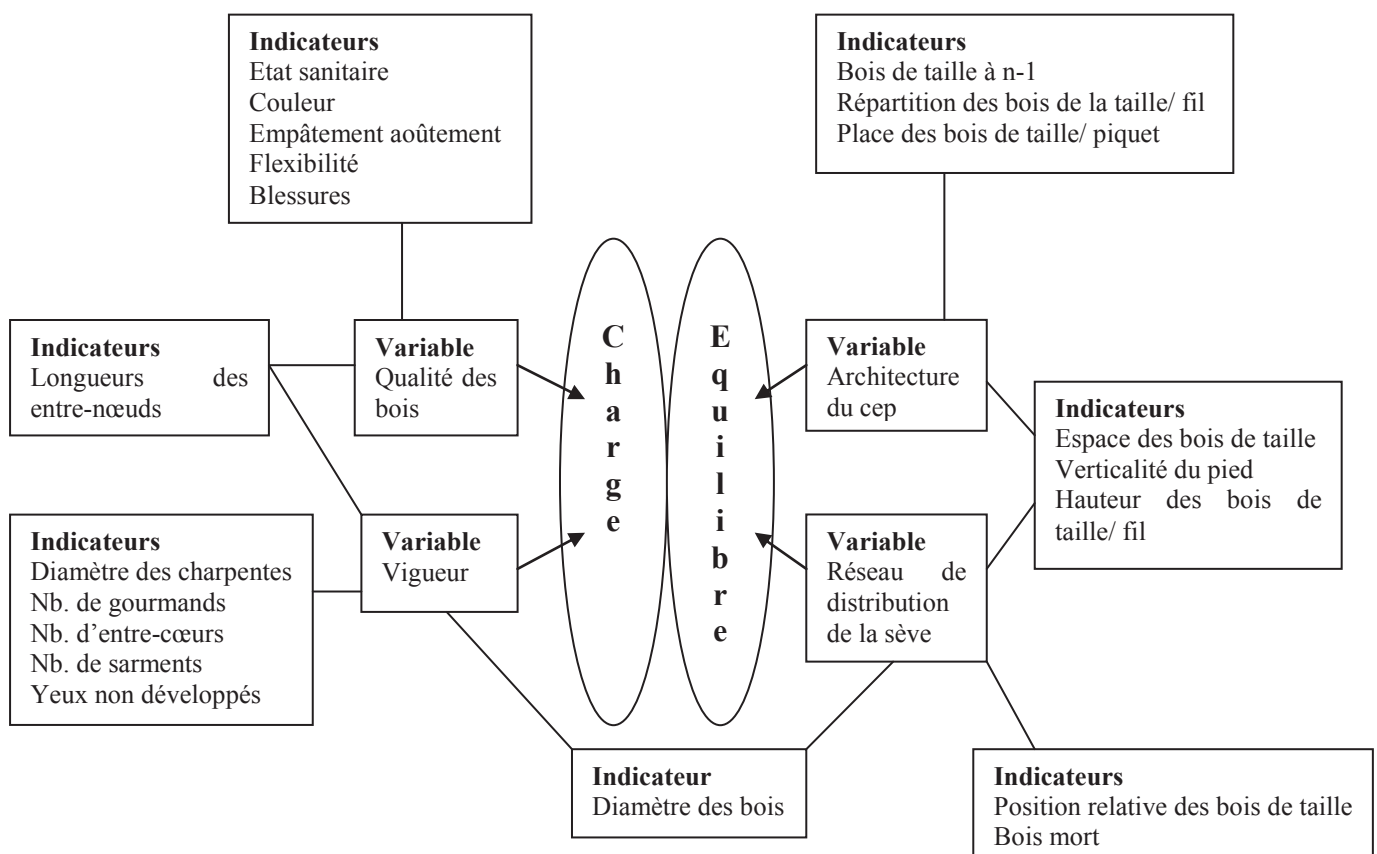 Indicateurs
Etat sanitaire
Couleur
Empâtement aoûtement
Flexibilité
Blessures
Indicateurs
Bois de taille à n-1
Répartition des bois de la taille/ fil
Place des bois de taille/ piquet
Indicateurs
Longueurs des
entre-nœuds
Variable
Qualité des
bois
Charge
Equilibre
Variable
Architecture
du cep
Indicateurs
Espace des bois de taille
Verticalité du pied
Hauteur des bois de
taille/ fil
Indicateurs
Diamètre des charpentes
Nb. de gourmands
Nb. d'entre-cœurs
Nb. de sarments
Yeux non développés
Variable
Vigueur
Variable
Réseau de
distribution
de la sève
Indicateur
Diamètre des bois
Indicateurs
Position relative des bois de taille
Bois mort